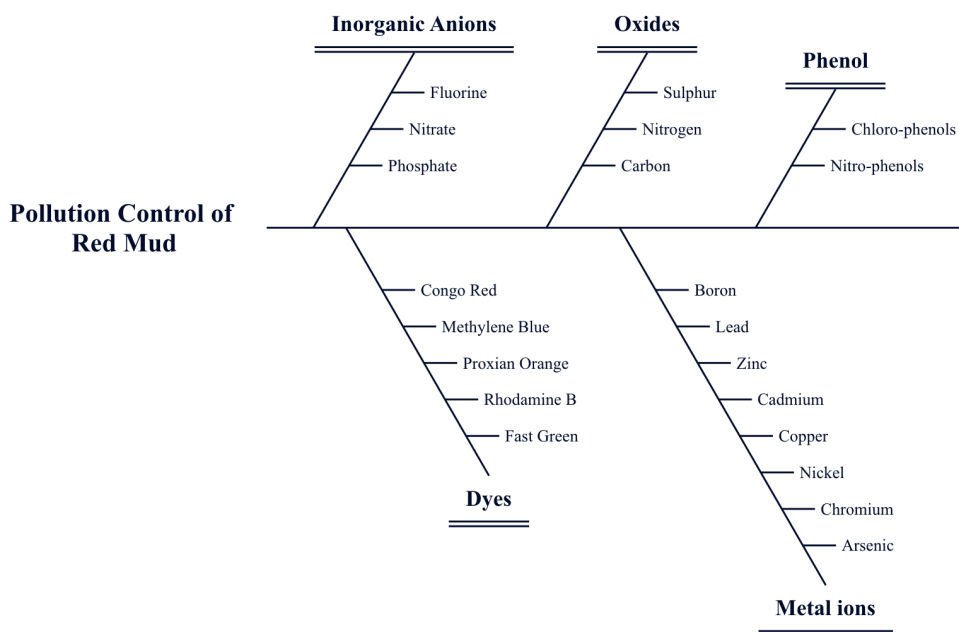 Inorganic Anions
Fluorine
Nitrate
Phosphate
Oxides
Sulphur
Nitrogen
Carbon
Phenol
Chloro-phenols
Nitro-phenols
Pollution Control of
Red Mud
Congo Red
Methylene Blue
Proxian Orange
Rhodamine B
Fast Green
Dyes
Boron
Lead
Zinc
Cadmium
Copper
Nickel
Chromium
Arsenic
Metal ions